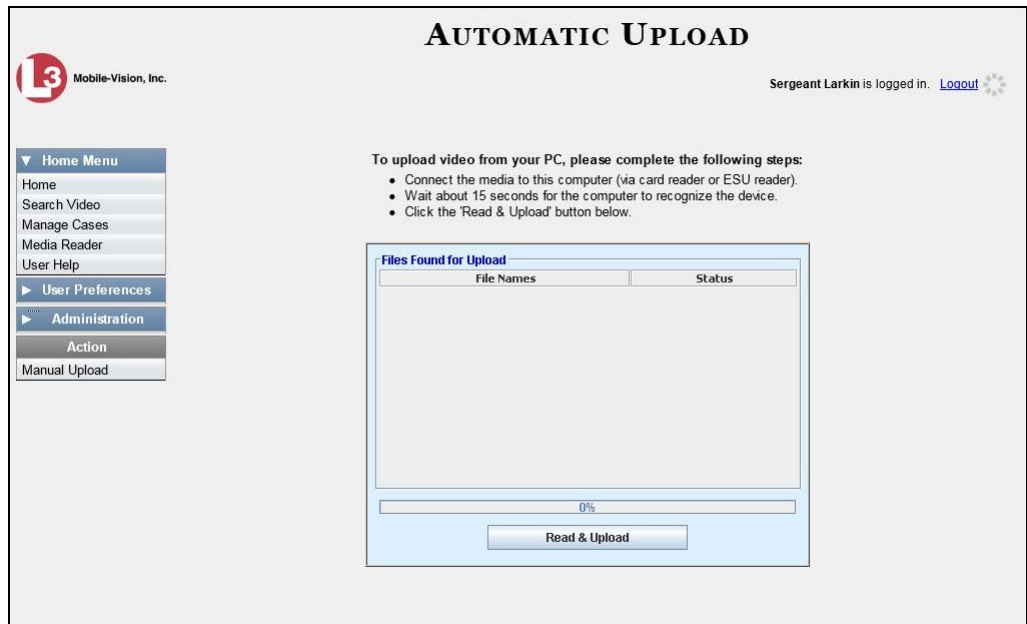 AUTOMATIC UPLOAD
L3 Mobile-Vision, Inc.
Sergeant Larkin is logged in. Logout
Home Menu
Home
Search Video
Manage Cases
Media Reader
User Help
User Preferences
Administration
Action
Manual Upload
To upload video from your PC, please complete the following steps:
• Connect the media to this computer (via card reader or ESU reader).
• Wait about 15 seconds for the computer to recognize the device.
• Click the 'Read & Upload' button below.
Files Found for Upload
File Names Status
0%
Read & Upload